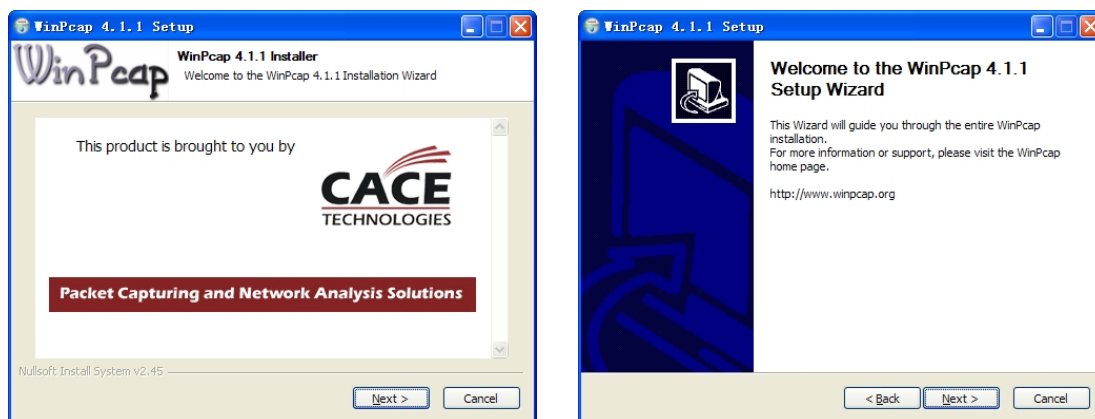 WinPcap 4.1.1 Setup
WinPcap
WinPcap 4.1.1 Installer
Welcome to the WinPcap 4.1.1 Installation Wizard
This product is brought to you by
CACE
TECHNOLOGIES
Packet Capturing and Network Analysis Solutions
Nullsoft Install System v2.45
Next >
Cancel
WinPcap 4.1.1 Setup
Welcome to the WinPcap 4.1.1
Setup Wizard
This Wizard will guide you through the entire WinPcap
installation.
For more information or support, please visit the WinPcap
home page.
http://www.winpcap.org
< Back
Next >
Cancel